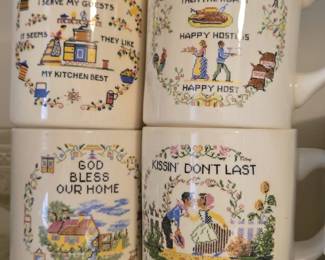 I SERVE MY GUESTS
IT SEEMS THEY LIKE
MY KITCHEN BEST
HAPPY HOSTESS
HAPPY HOST
GOD
BLESS
OUR HOME
KISSIN' DON'T LAST